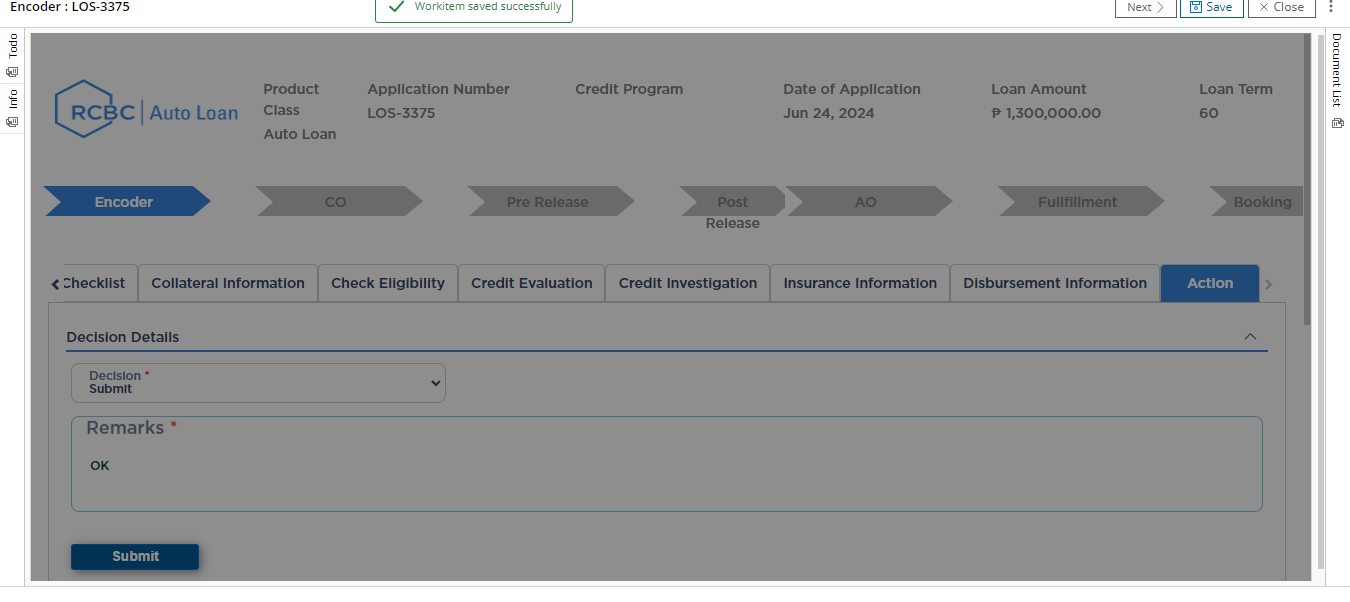 Encoder : LOS-3375
Workitem saved successfully
Next
Save
Close
Todo
Info
Document List
RCBC | Auto Loan
Product Class
Auto Loan
Application Number
LOS-3375
Credit Program
Date of Application
Jun 24, 2024
Loan Amount
₱ 1,300,000.00
Loan Term
60
Encoder
CO
Pre Release
Post
Release
AO
Fullfillment
Booking
Checklist
Collateral Information
Check Eligibility
Credit Evaluation
Credit Investigation
Insurance Information
Disbursement Information
Action
Decision Details
Decision *
Submit
Remarks *
OK
Submit